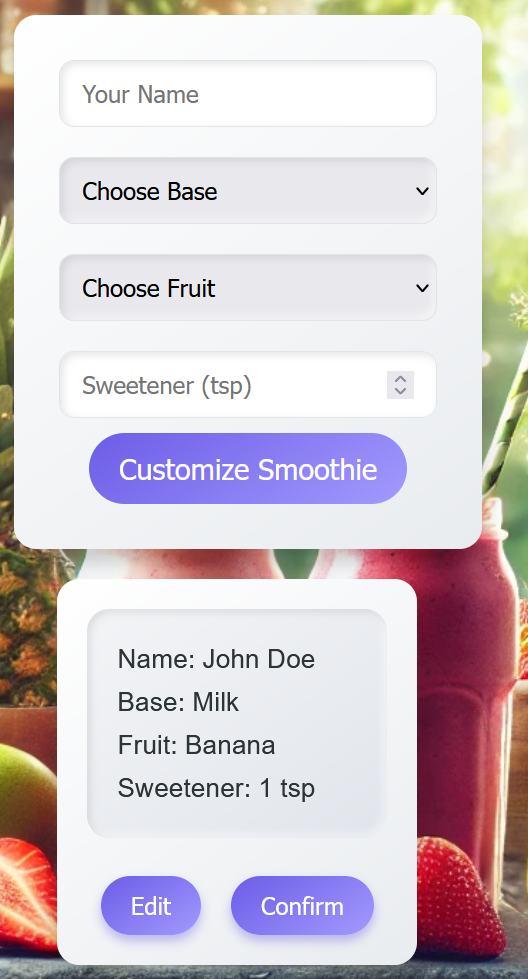 Your Name
Choose Base
Choose Fruit
Sweetener (tsp)
Customize Smoothie
Name: John Doe
Base: Milk
Fruit: Banana
Sweetener: 1 tsp
Edit Confirm